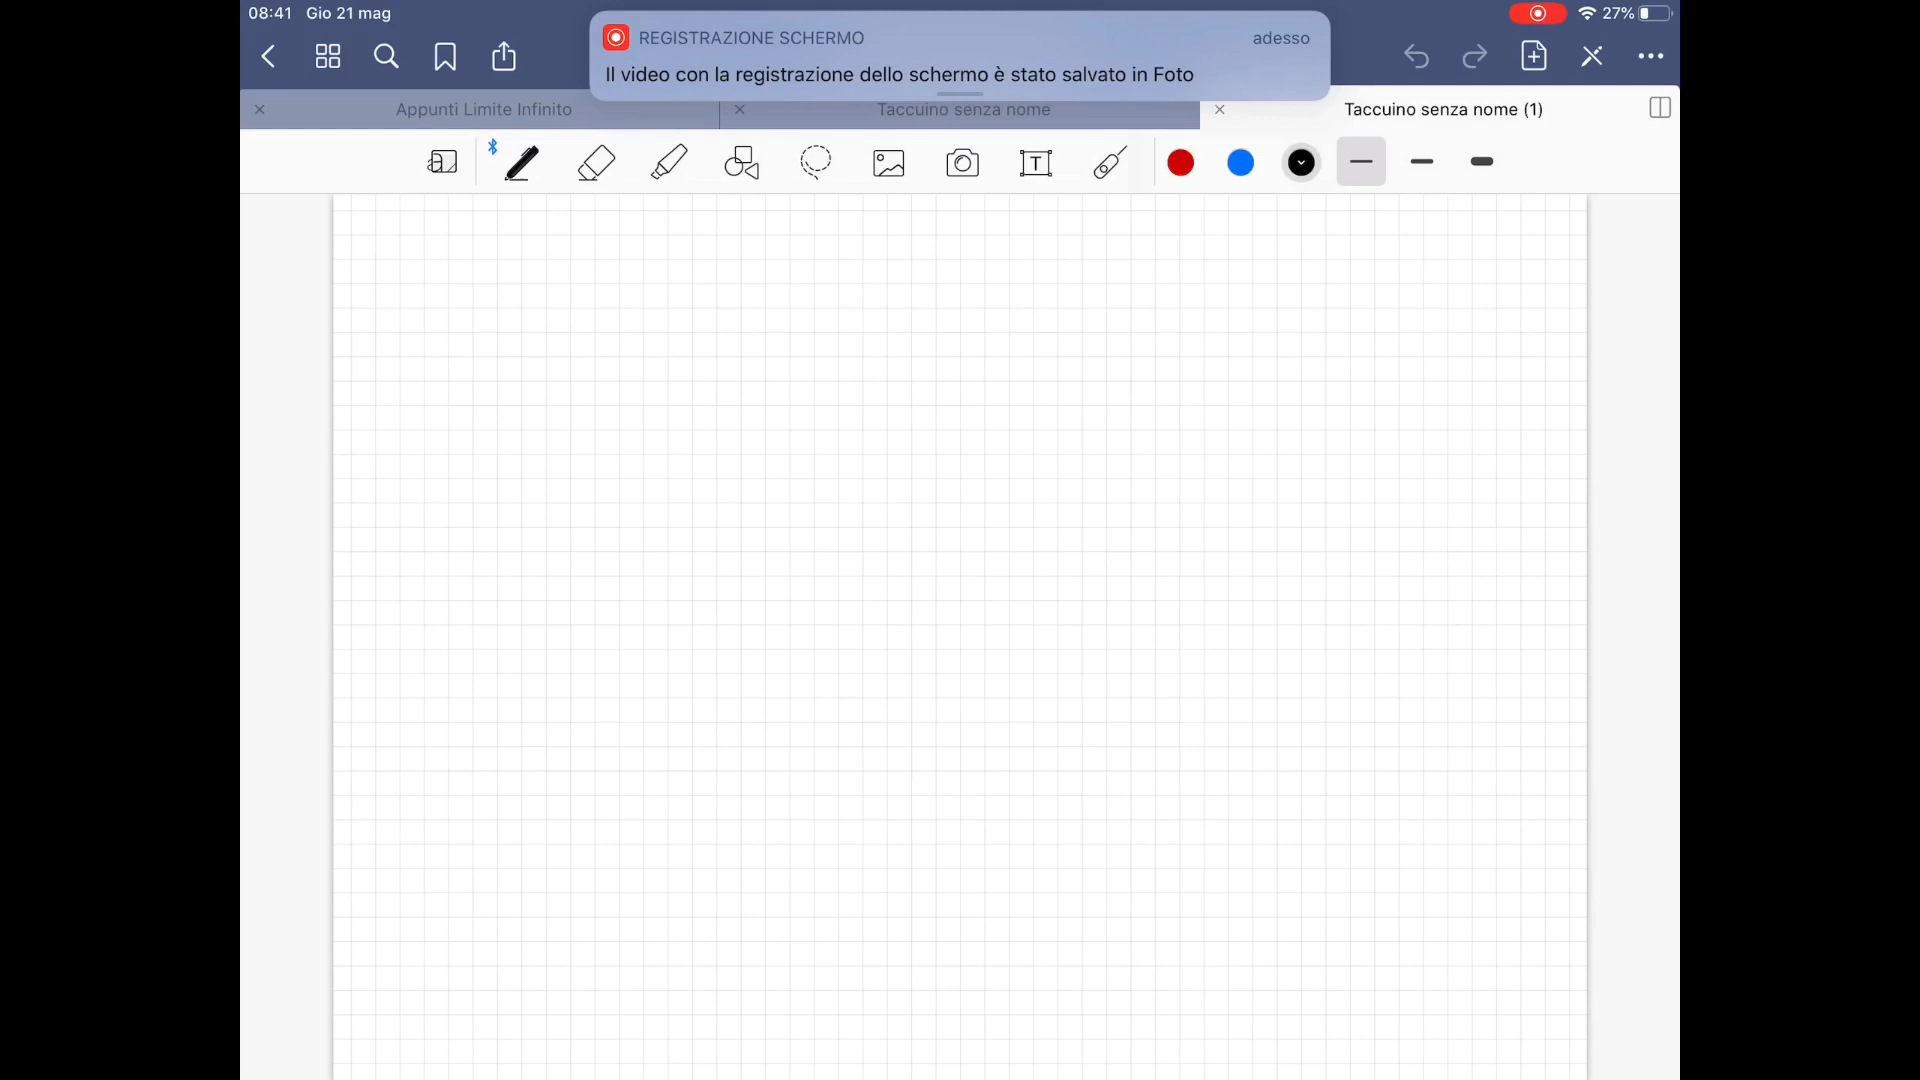 08:41 Gio 21 mag
27%
REGISTRAZIONE SCHERMO adesso
Il video con la registrazione dello schermo è stato salvato in Foto
Appunti Limite Infinito
Taccuino senza nome
Taccuino senza nome (1)
T